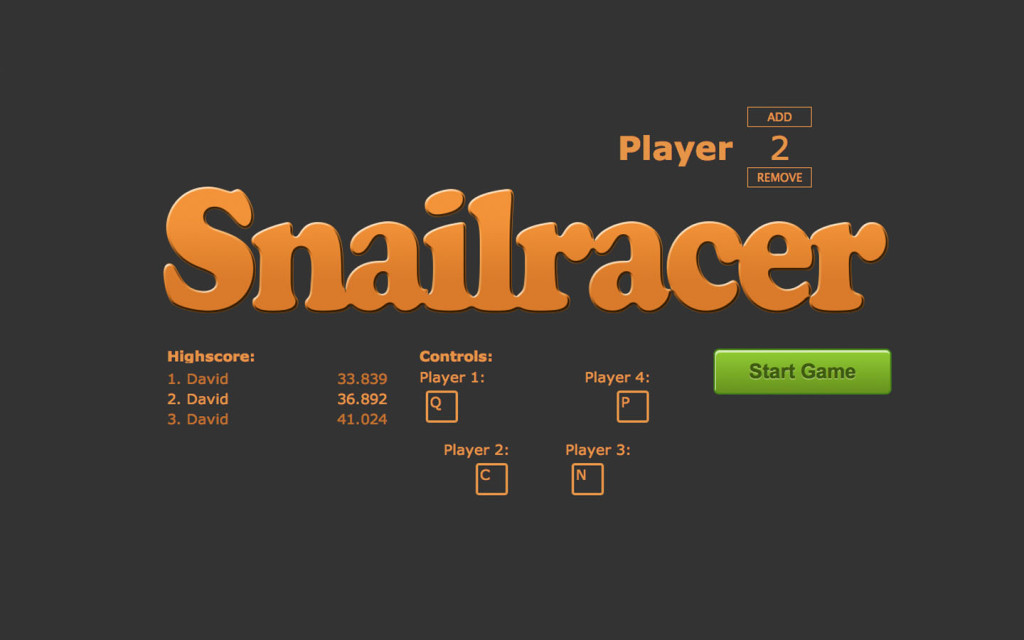 ADD
Player 2
REMOVE
Snailracer
Highscore:
1. David 33.839
2. David 36.892
3. David 41.024
Controls:
Player 1:
Q
Player 4:
P
Player 2:
C
Player 3:
N
Start Game